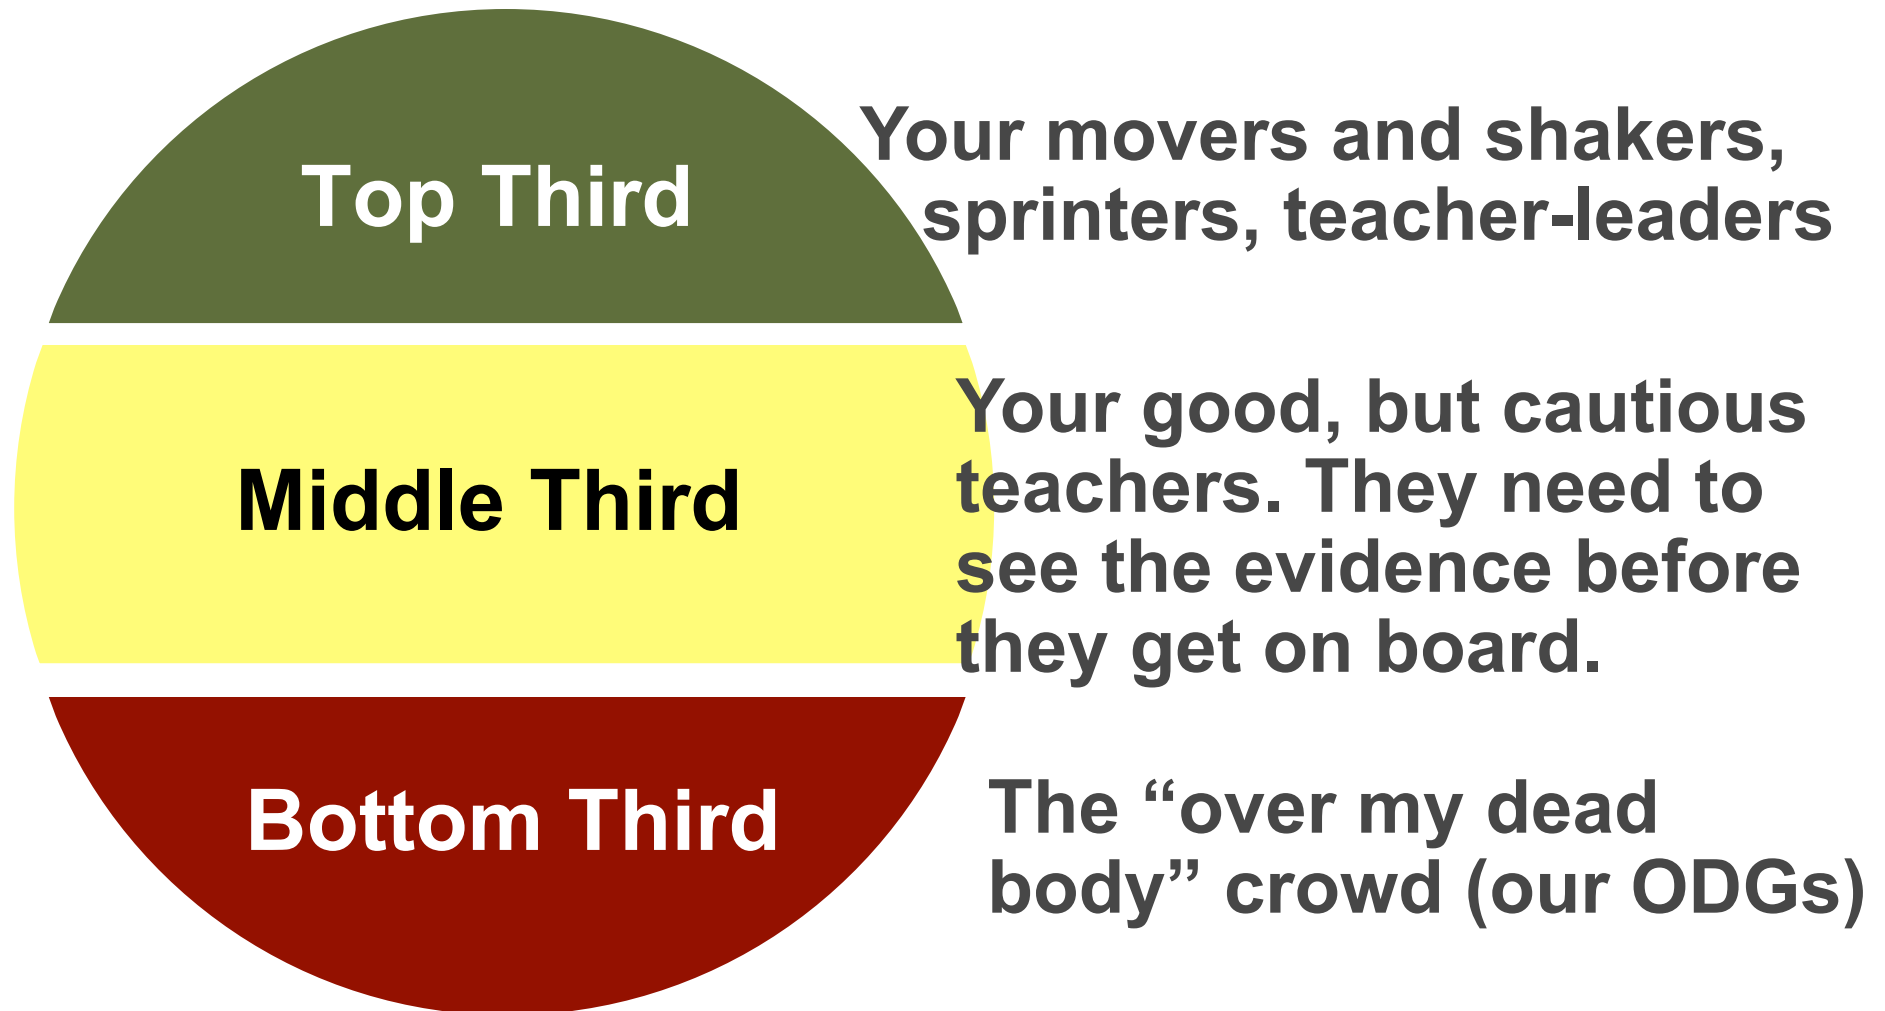 Top Third
Your movers and shakers,
sprinters, teacher-leaders
Middle Third
Your good, but cautious
teachers. They need to
see the evidence before
they get on board.
Bottom Third
The “over my dead
body” crowd (our ODGs)